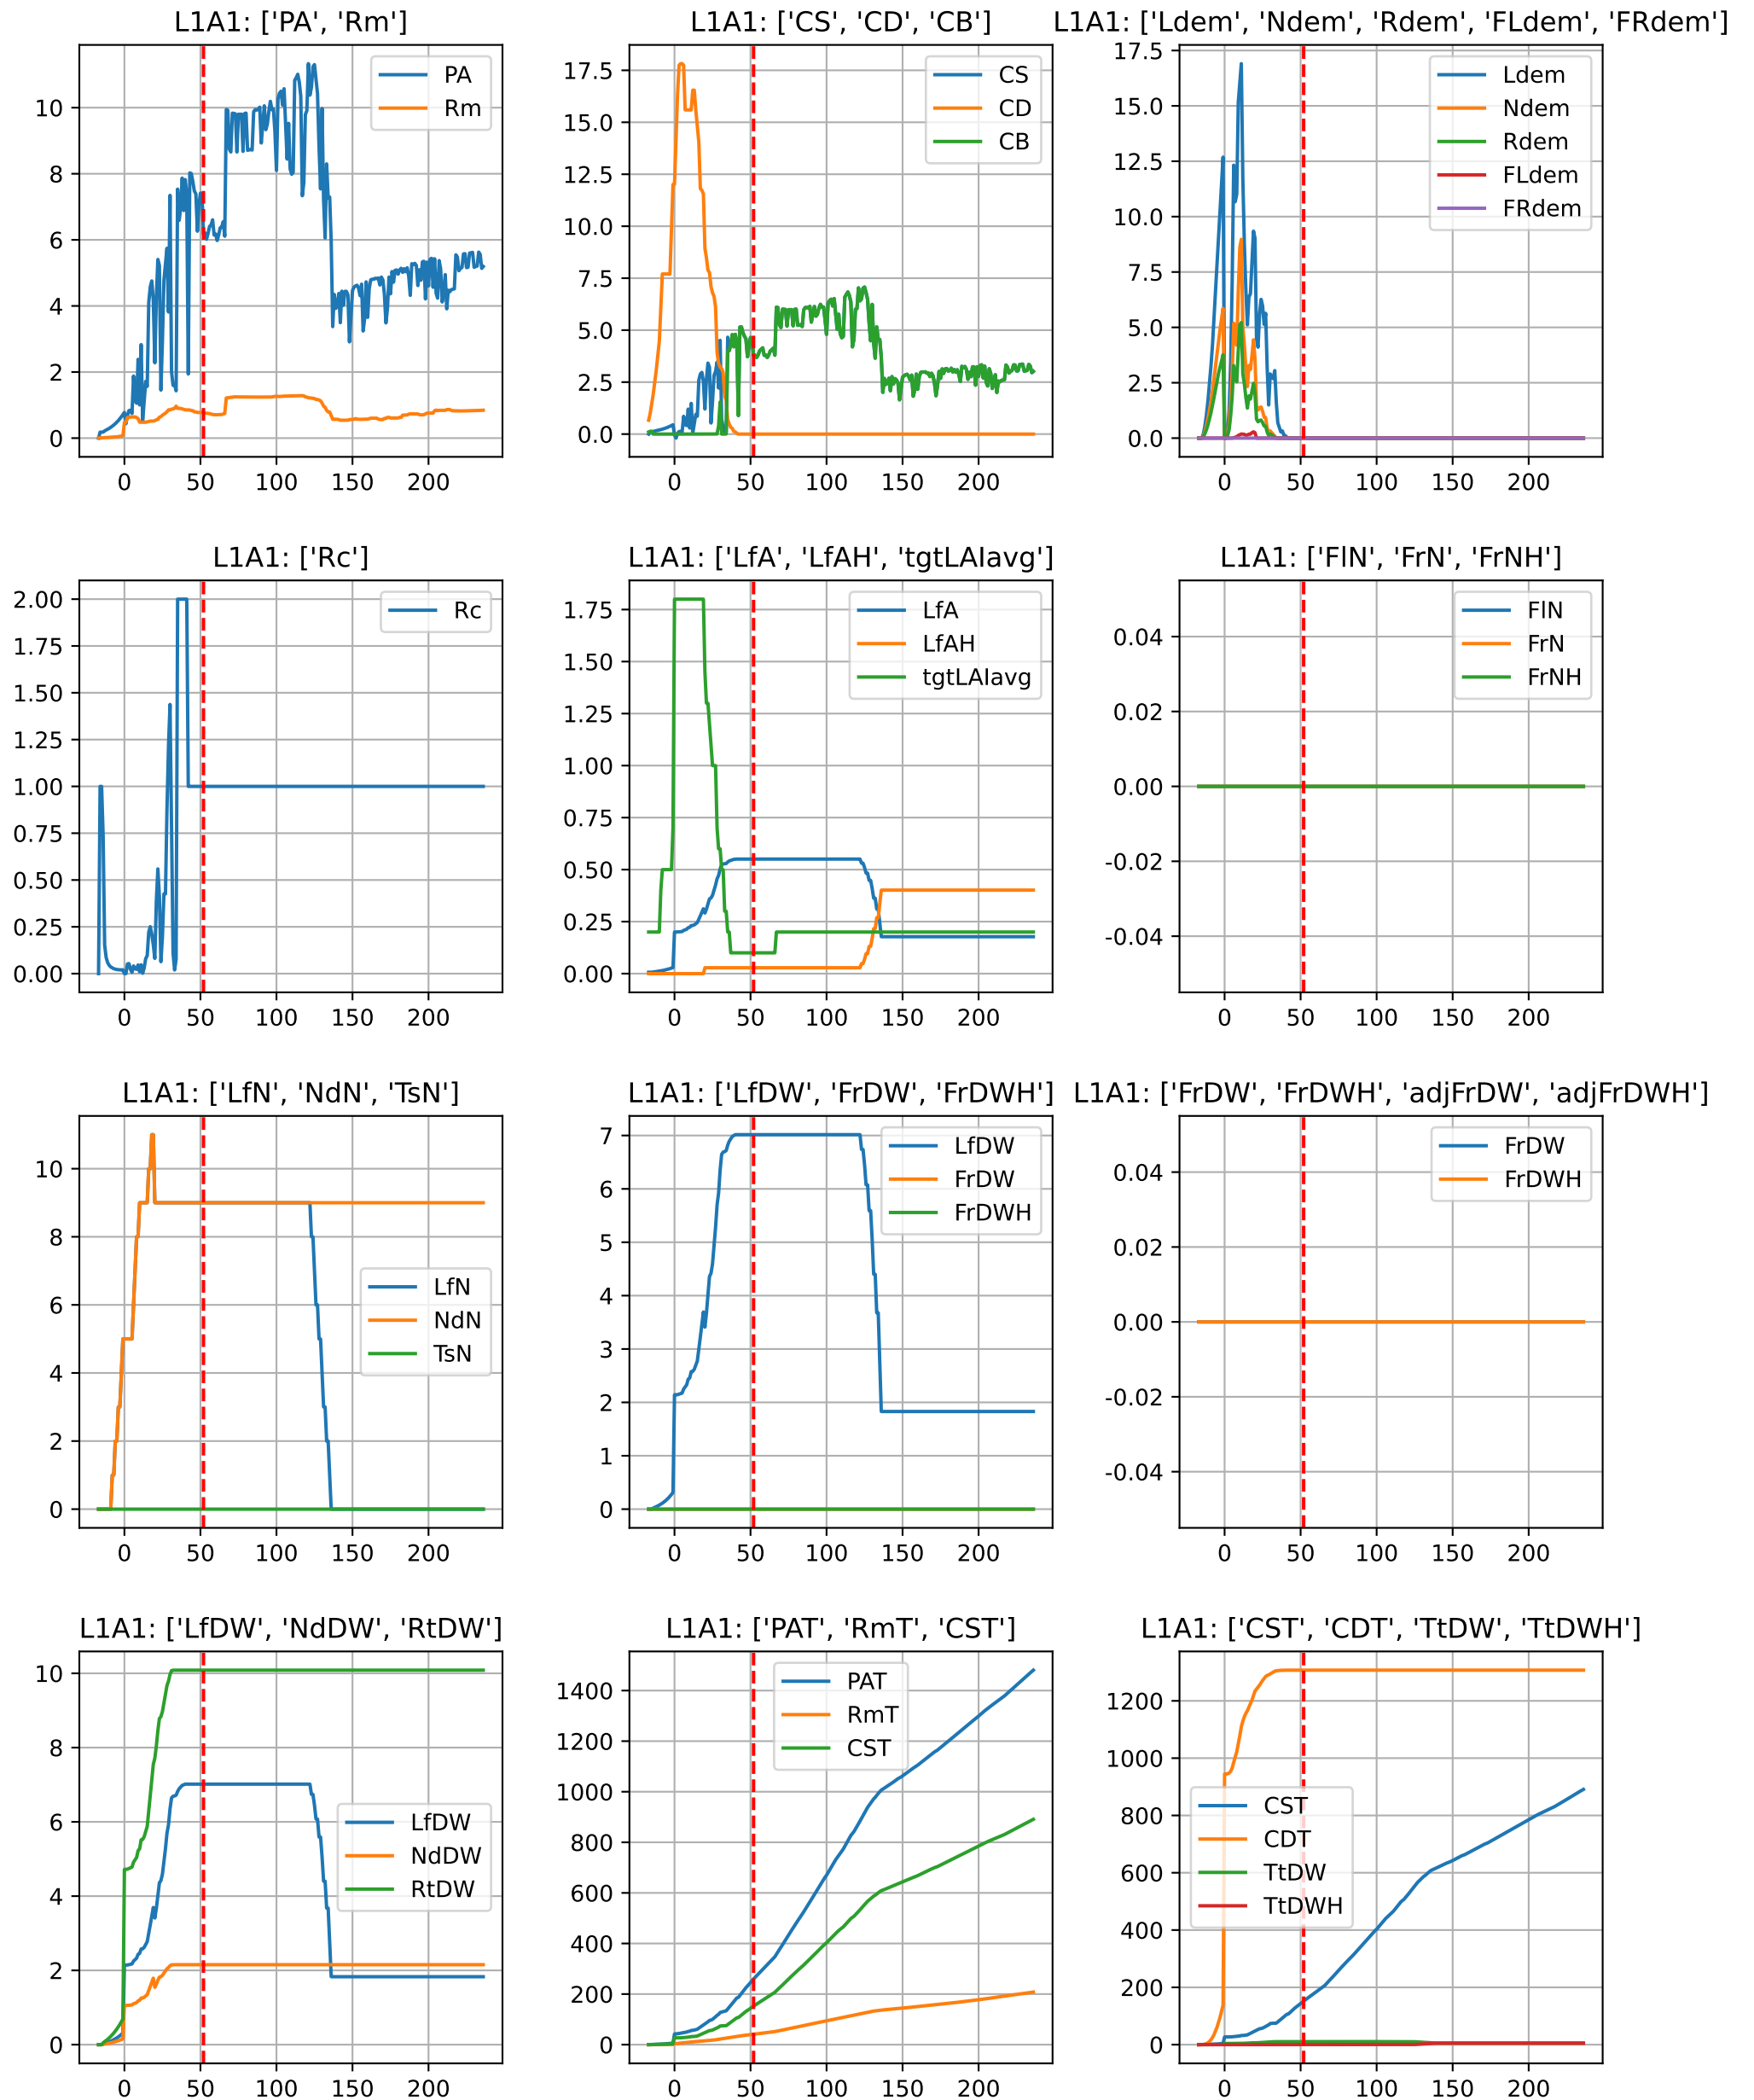 L1A1: ['PA', 'Rm']
PA
Rm
10
8
6
4
2
0
0 50 100 150 200
L1A1: ['CS', 'CD', 'CB']
CS
CD
CB
17.5
15.0
12.5
10.0
7.5
5.0
2.5
0.0
0 50 100 150 200
L1A1: ['Ldem', 'Ndem', 'Rdem', 'FLdem', 'FRdem']
Ldem
Ndem
Rdem
FLdem
FRdem
17.5
15.0
12.5
10.0
7.5
5.0
2.5
0.0
0 50 100 150 200
L1A1: ['Rc']
Rc
2.00
1.75
1.50
1.25
1.00
0.75
0.50
0.25
0.00
0 50 100 150 200
L1A1: ['LfA', 'LfAH', 'tgtLAIavg']
LfA
LfAH
tgtLAIavg
1.75
1.50
1.25
1.00
0.75
0.50
0.25
0.00
0 50 100 150 200
L1A1: ['FlN', 'FrN', 'FrNH']
FlN
FrN
FrNH
0.04
0.02
0.00
-0.02
-0.04
0 50 100 150 200
L1A1: ['LfN', 'NdN', 'TsN']
LfN
NdN
TsN
10
8
6
4
2
0
0 50 100 150 200
L1A1: ['LfDW', 'FrDW', 'FrDWH']
LfDW
FrDW
FrDWH
7
6
5
4
3
2
1
0
0 50 100 150 200
L1A1: ['FrDW', 'FrDWH', 'adjFrDW', 'adjFrDWH']
FrDW
FrDWH
0.04
0.02
0.00
-0.02
-0.04
0 50 100 150 200
L1A1: ['LfDW', 'NdDW', 'RtDW']
LfDW
NdDW
RtDW
10
8
6
4
2
0
0 50 100 150 200
L1A1: ['PAT', 'RmT', 'CST']
PAT
RmT
CST
1400
1200
1000
800
600
400
200
0
0 50 100 150 200
L1A1: ['CST', 'CDT', 'TtDW', 'TtDWH']
CST
CDT
TtDW
TtDWH
1200
1000
800
600
400
200
0
0 50 100 150 200